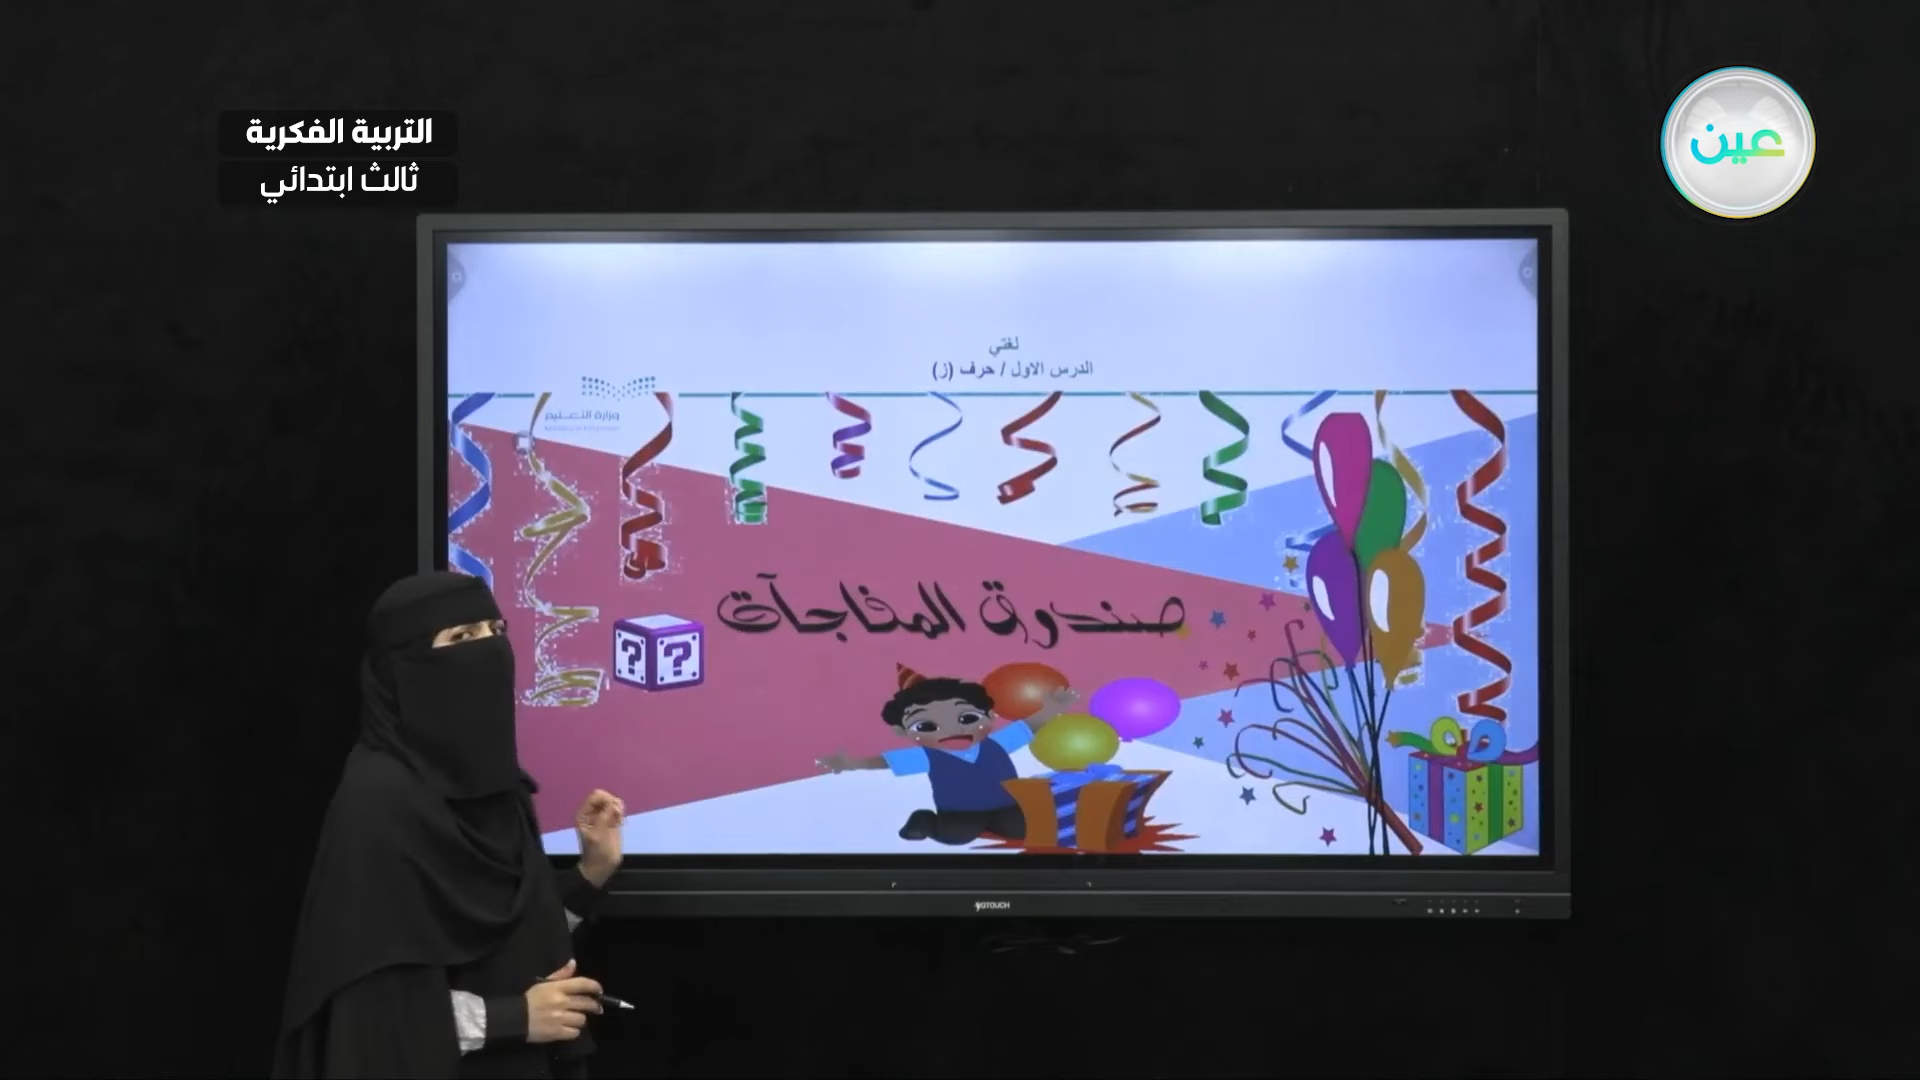 التربية الفكرية
ثالث ابتدائي
عين
لغتي
الدرس الاول / حرف (ز)
وزارة التعليم
صندوق المفاجآت
? ?